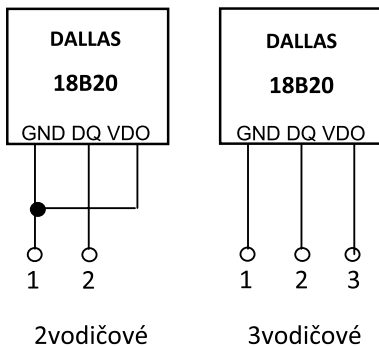 DALLAS
18B20
GND DQ VDO
1 2
2vodičové
DALLAS
18B20
GND DQ VDO
1 2 3
3vodičové